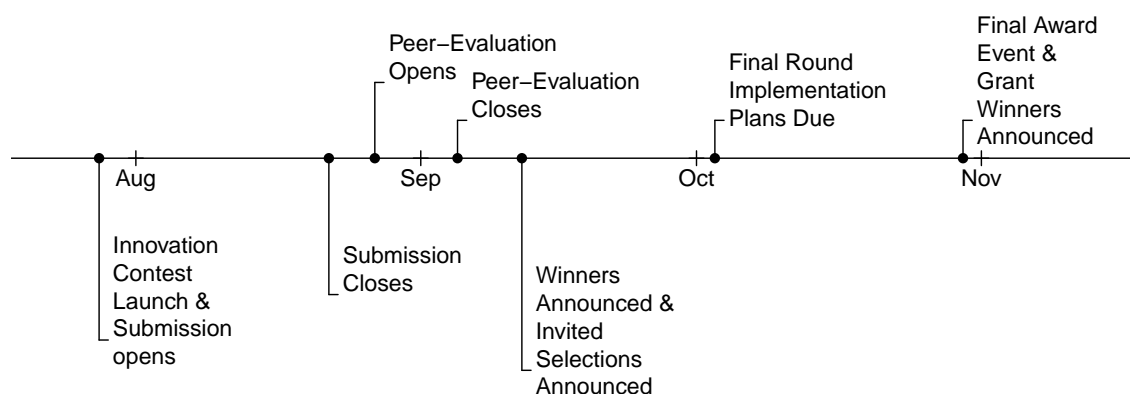 Peer−Evaluation
Opens
Peer−Evaluation
Closes
Final Round
Implementation
Plans Due
Final Award
Event &
Grant
Winners
Announced
Aug
Sep
Oct
Nov
Innovation
Contest
Launch &
Submission
opens
Submission
Closes
Winners
Announced &
Invited
Selections
Announced